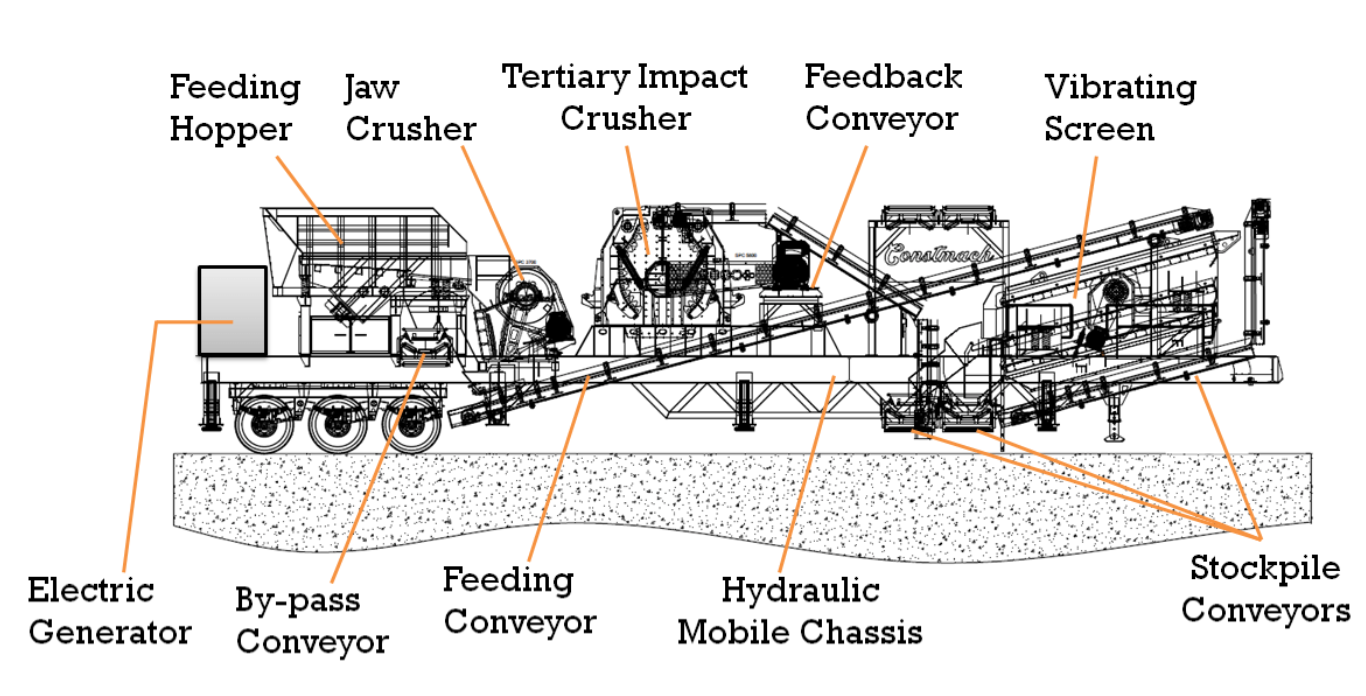 Feeding
Hopper
Jaw
Crusher
Tertiary Impact
Crusher
Feedback
Conveyor
Vibrating
Screen
Constmach
Electric
Generator
By-pass
Conveyor
Feeding
Conveyor
Hydraulic
Mobile Chassis
Stockpile
Conveyors